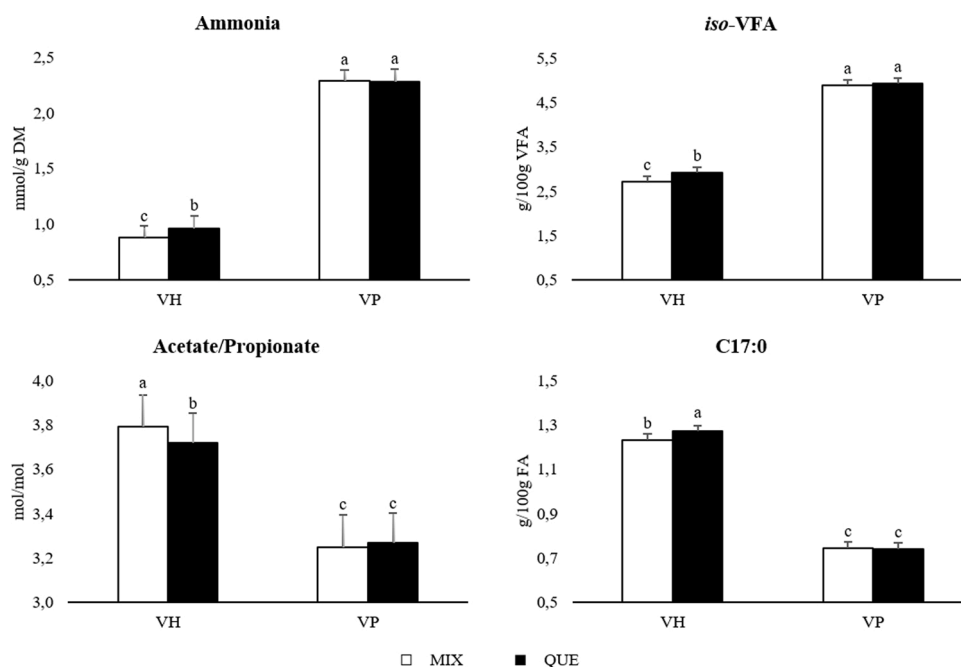 Ammonia
2,5
2,0
1,5
1,0
0,5
mmol/g DM
c
b
a
a
VH
VP
iso-VFA
5,5
4,5
3,5
2,5
1,5
0,5
g/100g VFA
c
b
a
a
VH
VP
Acetate/Propionate
4,0
3,8
3,6
3,4
3,2
3,0
mol/mol
a
b
c
c
VH
VP
C17:0
1,5
1,3
1,1
0,9
0,7
0,5
g/100g FA
b
a
c
c
VH
VP
MIX
QUE